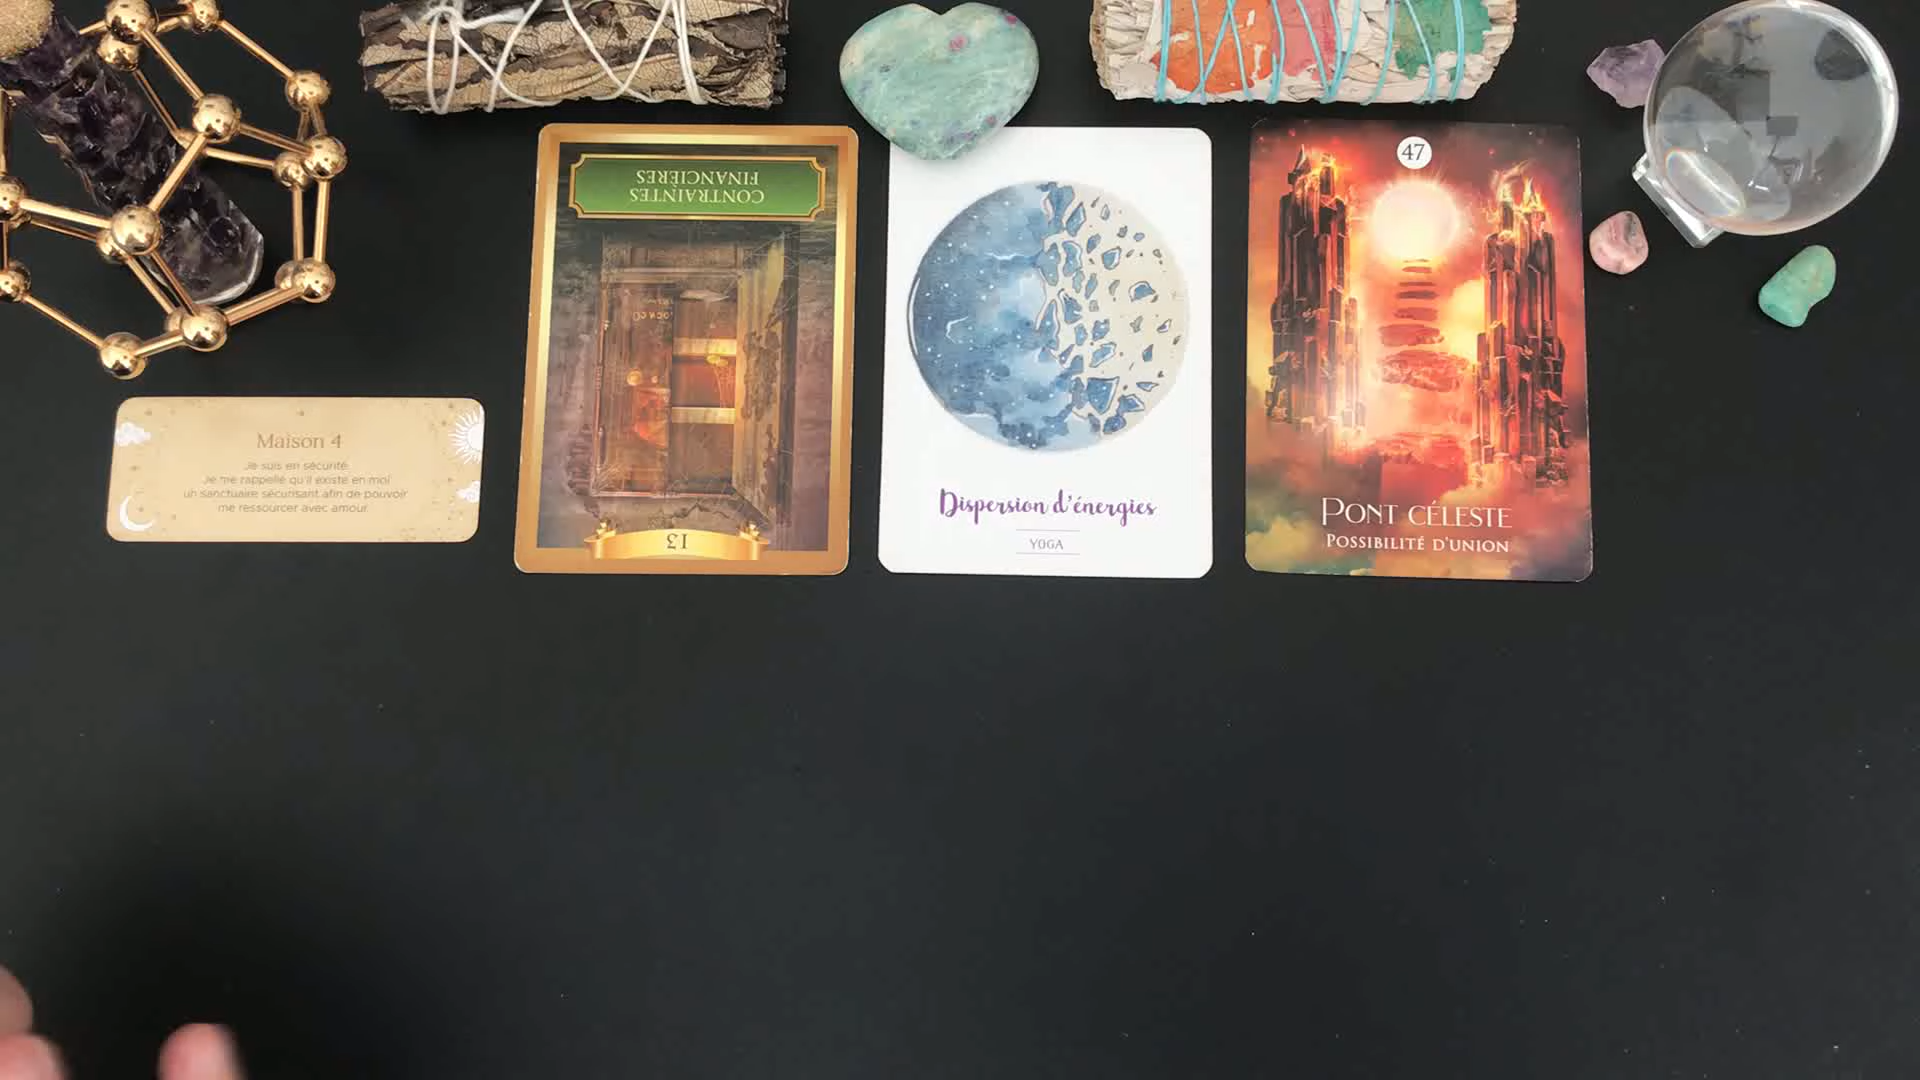 Maison 4
Je suis en sécurité.
Je me rappelle qu'il existe en moi
un sanctuaire sécurisant afin de pouvoir
me ressourcer avec amour.
CONTRAINTES
FINANCIÈRES
13
Dispersion d'énergies
YOGA
47
PONT CÉLESTE
POSSIBILITÉ D'UNION